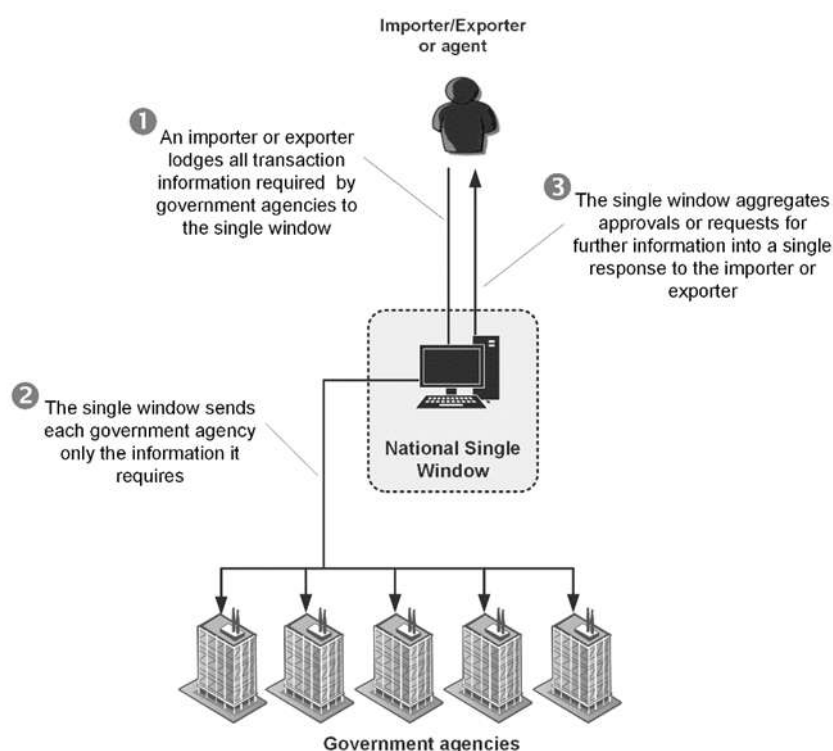 Importer/Exporter
or agent
1
An importer or exporter
lodges all transaction
information required by
government agencies to
the single window
3
The single window aggregates
approvals or requests for
further information into a single
response to the importer or
exporter
2
The single window sends
each government agency
only the information it
requires
National Single
Window
Government agencies